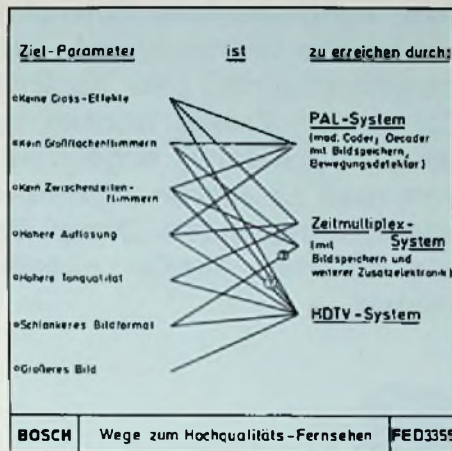 Ziel-Parameter ist zu erreichen durch:
Keine Cross-Effekte
Kein Großflächenflimmern
Kein Zwischenzeilen-
flimmern
Höhere Auflösung
Höhere Tonqualität
Schlankeres Bildformat
Größeres Bild
PAL-System
(mod. Coder, Decoder
mit Bildspeichern,
Bewegungsdetektor)
Zeitmultiplex-
System
(mit
Bildspeichern und
weiterer Zusatzelektronik)
HDTV-System
BOSCH Wege zum Hochqualitäts-Fernsehen FED3355